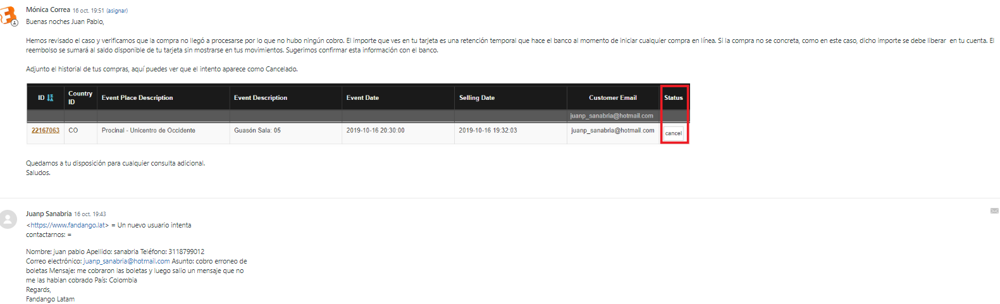 Mónica Correa 16 oct. 19:51 (asignar)
Buenas noches Juan Pablo,
Hemos revisado el caso y verificamos que la compra no llegó a procesarse por lo que no hubo ningún cobro. El importe que ves en tu tarjeta es una retención temporal que hace el banco al momento de iniciar cualquier compra en línea. Si la compra no se concreta, como en este caso, dicho importe se debe liberar en tu cuenta. El
reembolso se sumará al saldo disponible de tu tarjeta sin mostrarse en tus movimientos. Sugerimos confirmar esta información con el banco.
Adjunto el historial de tus compras, aquí puedes ver que el intento aparece como Cancelado.
ID Country ID Event Place Description Event Description Event Date Selling Date Customer Email Status
juanp_sanabria@hotmail.com
22167063 CO Procinal - Unicentro de Occidente Guasón Sala: 05 2019-10-16 20:30:00 2019-10-16 19:32:03 juanp_sanabria@hotmail.com cancel
Quedamos a tu disposición para cualquier consulta adicional.
Saludos.
Juanp Sanabria 16 oct. 19:43
<https://www.fandango.lat> = Un nuevo usuario intenta
contactarnos: =
Nombre: juan pablo Apellido: sanabria Teléfono: 3118799012
Correo electrónico: juanp_sanabria@hotmail.com Asunto: cobro erroneo de
boletas Mensaje: me cobraron las boletas y luego salio un mensaje que no
me las habian cobrado País: Colombia
Regards,
Fandango Latam